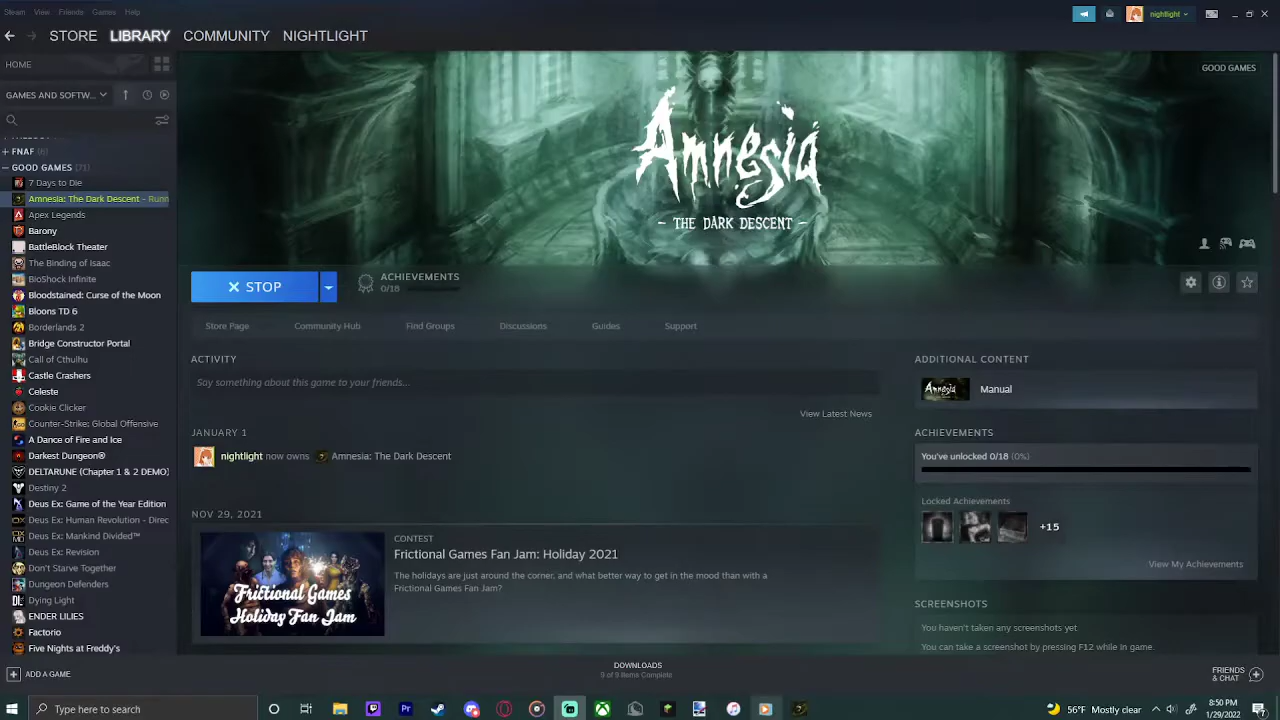 Steam View Friends Games Help
nightlight
STORE LIBRARY COMMUNITY NIGHTLIGHT
HOME
GOOD GAMES
GAMES AND SOFTW...
FNAF (6)
GOOD GAMES (71)
7 Days to Die
Amnesia: The Dark Descent - Runn
Apex Legends
Barony
BattleBlock Theater
The Binding of Isaac
BioShock Infinite
Bloodstained: Curse of the Moon
Bloons TD 6
Borderlands 2
Bridge Constructor Portal
Call of Cthulhu
Castle Crashers
Celeste
Cookie Clicker
Counter-Strike: Global Offensive
A Dance of Fire and Ice
Darkest Dungeon®
DELTARUNE (Chapter 1 & 2 DEMO)
Destiny 2
Deus Ex: Game of the Year Edition
Deus Ex: Human Revolution - Direc
Deus Ex: Mankind Divided™
Deus Ex: Revision
Don't Starve Together
Dungeon Defenders
Dying Light
ENDER LILIES
Factorio
Five Nights at Freddy's
Amnesia
- THE DARK DESCENT -
STOP
ACHIEVEMENTS
0/18
Store Page Community Hub Find Groups Discussions Guides Support
ACTIVITY
Say something about this game to your friends...
View Latest News
JANUARY 1
nightlight now owns Amnesia: The Dark Descent
NOV 29, 2021
Frictional Games
Holiday Fan Jam
CONTEST
Frictional Games Fan Jam: Holiday 2021
The holidays are just around the corner, and what better way to get in the mood than with a
Frictional Games Fan Jam?
ADDITIONAL CONTENT
Amnesia
Manual
ACHIEVEMENTS
You've unlocked 0/18 (0%)
Locked Achievements
+15
View My Achievements
SCREENSHOTS
You haven't taken any screenshots yet
You can take a screenshot by pressing F12 while in game.
ADD A GAME
DOWNLOADS
9 of 9 Items Complete
FRIENDS
& CHAT
Type here to search
56°F Mostly clear
8:50 PM
1/29/2022